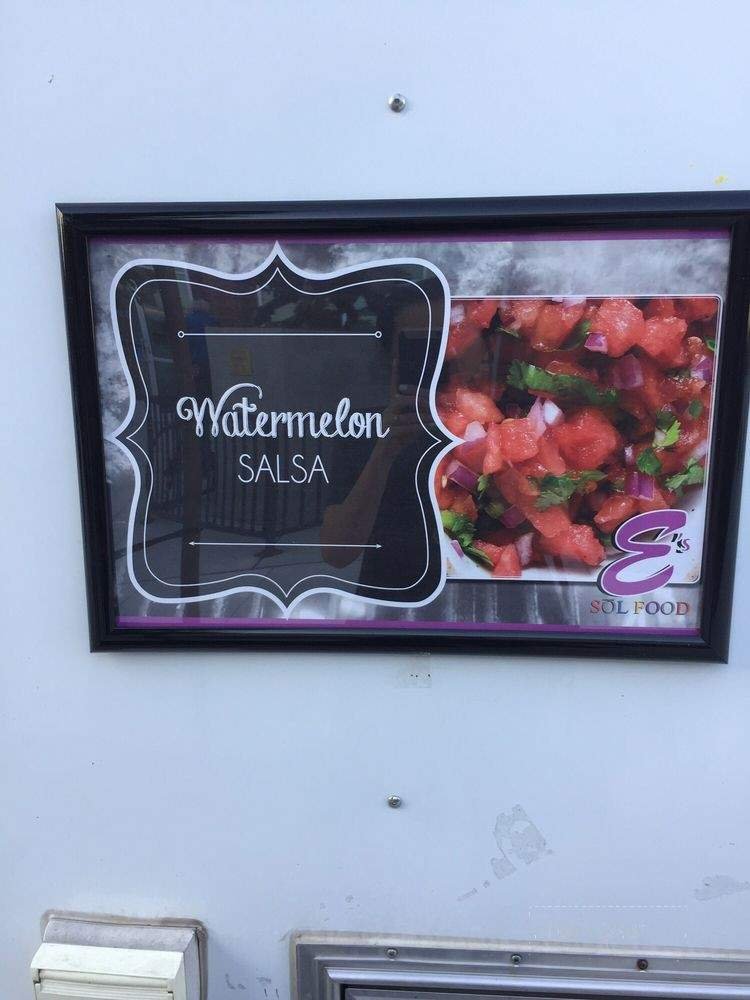 Watermelon
SALSA
E's
SOL FOOD